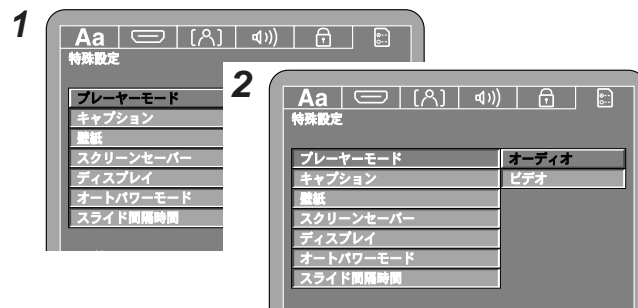 1
Aa
特殊設定
プレーヤーモード
キャプション
壁紙
スクリーンセーバー
ディスプレイ
オートパワーモード
スライド間隔時間
2
Aa
特殊設定
プレーヤーモード オーディオ
キャプション ビデオ
壁紙
スクリーンセーバー
ディスプレイ
オートパワーモード
スライド間隔時間